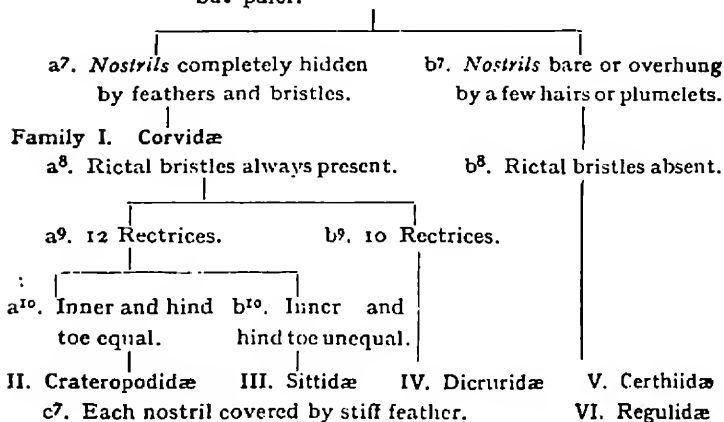 but paler.
a⁷. Nostrils completely hidden b⁷. Nostrils bare or overhung
by feathers and bristles. by a few hairs or plumelets.
Family I. Corvidæ
a⁸. Rictal bristles always present. b⁸. Rictal bristles absent.
a⁹. 12 Rectrices. b⁹. 10 Rectrices.
a¹⁰. Inner and hind b¹⁰. Inner and
toe equal. hind toe unequal.
II. Crateropodidæ III. Sittidæ IV. Dicruridæ V. Certhiidæ
c⁷. Each nostril covered by stiff feather. VI. Regulidæ